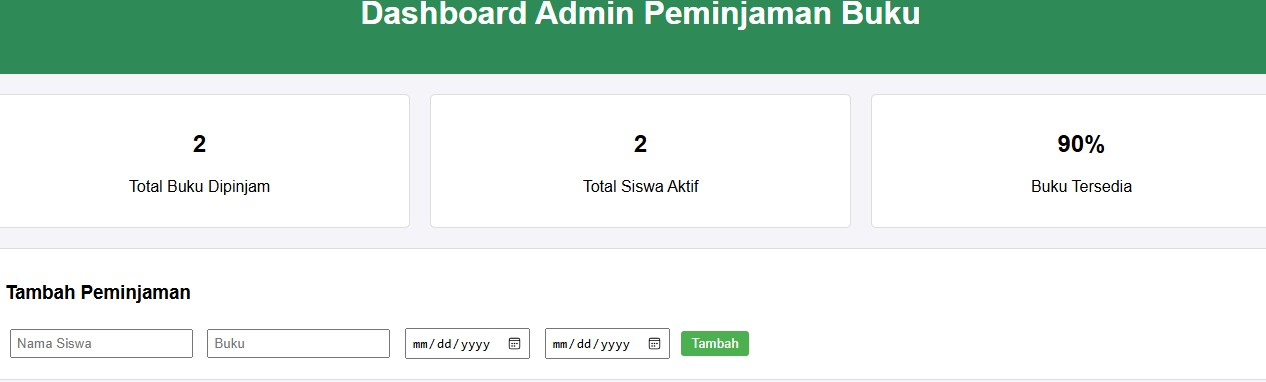 Dashboard Admin Peminjaman Buku
2
Total Buku Dipinjam
2
Total Siswa Aktif
90%
Buku Tersedia
Tambah Peminjaman
Nama Siswa Buku mm/dd/yyyy mm/dd/yyyy Tambah